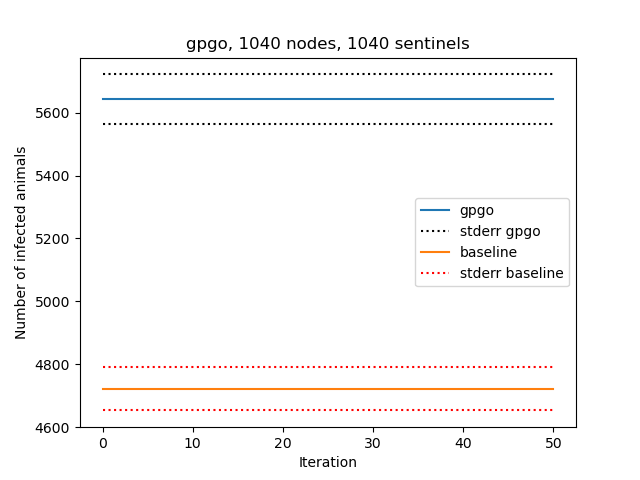 gpgo, 1040 nodes, 1040 sentinels
Number of infected animals
5600
5400
5200
5000
4800
4600
gpgo
stderr gpgo
baseline
stderr baseline
0 10 20 30 40 50
Iteration